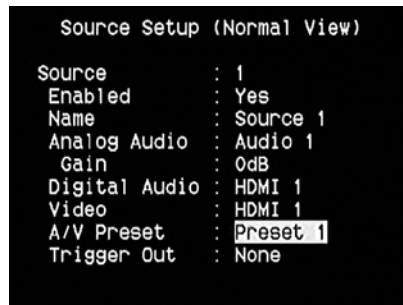 Source Setup (Normal View)
Source : 1
Enabled : Yes
Name : Source 1
Analog Audio : Audio 1
Gain : 0dB
Digital Audio : HDMI 1
Video : HDMI 1
A/V Preset : Preset 1
Trigger Out : None